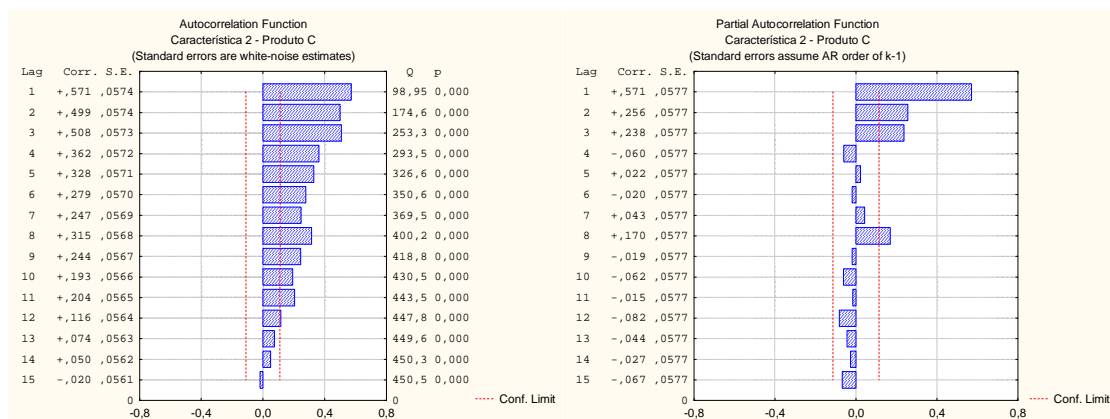 Autocorrelation Function
Característica 2 - Produto C
(Standard errors are white-noise estimates)
Lag Corr. S.E. Q p
1 +,571 ,0574 98,95 0,000
2 +,499 ,0574 174,6 0,000
3 +,508 ,0573 253,3 0,000
4 +,362 ,0572 293,5 0,000
5 +,328 ,0571 326,6 0,000
6 +,279 ,0570 350,6 0,000
7 +,247 ,0569 369,5 0,000
8 +,315 ,0568 400,2 0,000
9 +,244 ,0567 418,8 0,000
10 +,193 ,0566 430,5 0,000
11 +,204 ,0565 443,5 0,000
12 +,116 ,0564 447,8 0,000
13 +,074 ,0563 449,6 0,000
14 +,050 ,0562 450,3 0,000
15 -,020 ,0561 450,5 0,000
0 0
-0,8 -0,4 0,0 0,4 0,8
Conf. Limit
Partial Autocorrelation Function
Característica 2 - Produto C
(Standard errors assume AR order of k-1)
Lag Corr. S.E.
1 +,571 ,0577
2 +,256 ,0577
3 +,238 ,0577
4 -,060 ,0577
5 +,022 ,0577
6 -,020 ,0577
7 +,043 ,0577
8 +,170 ,0577
9 -,019 ,0577
10 -,062 ,0577
11 -,015 ,0577
12 -,082 ,0577
13 -,044 ,0577
14 -,027 ,0577
15 -,067 ,0577
0
-0,8 -0,4 0,0 0,4 0,8
Conf. Limit